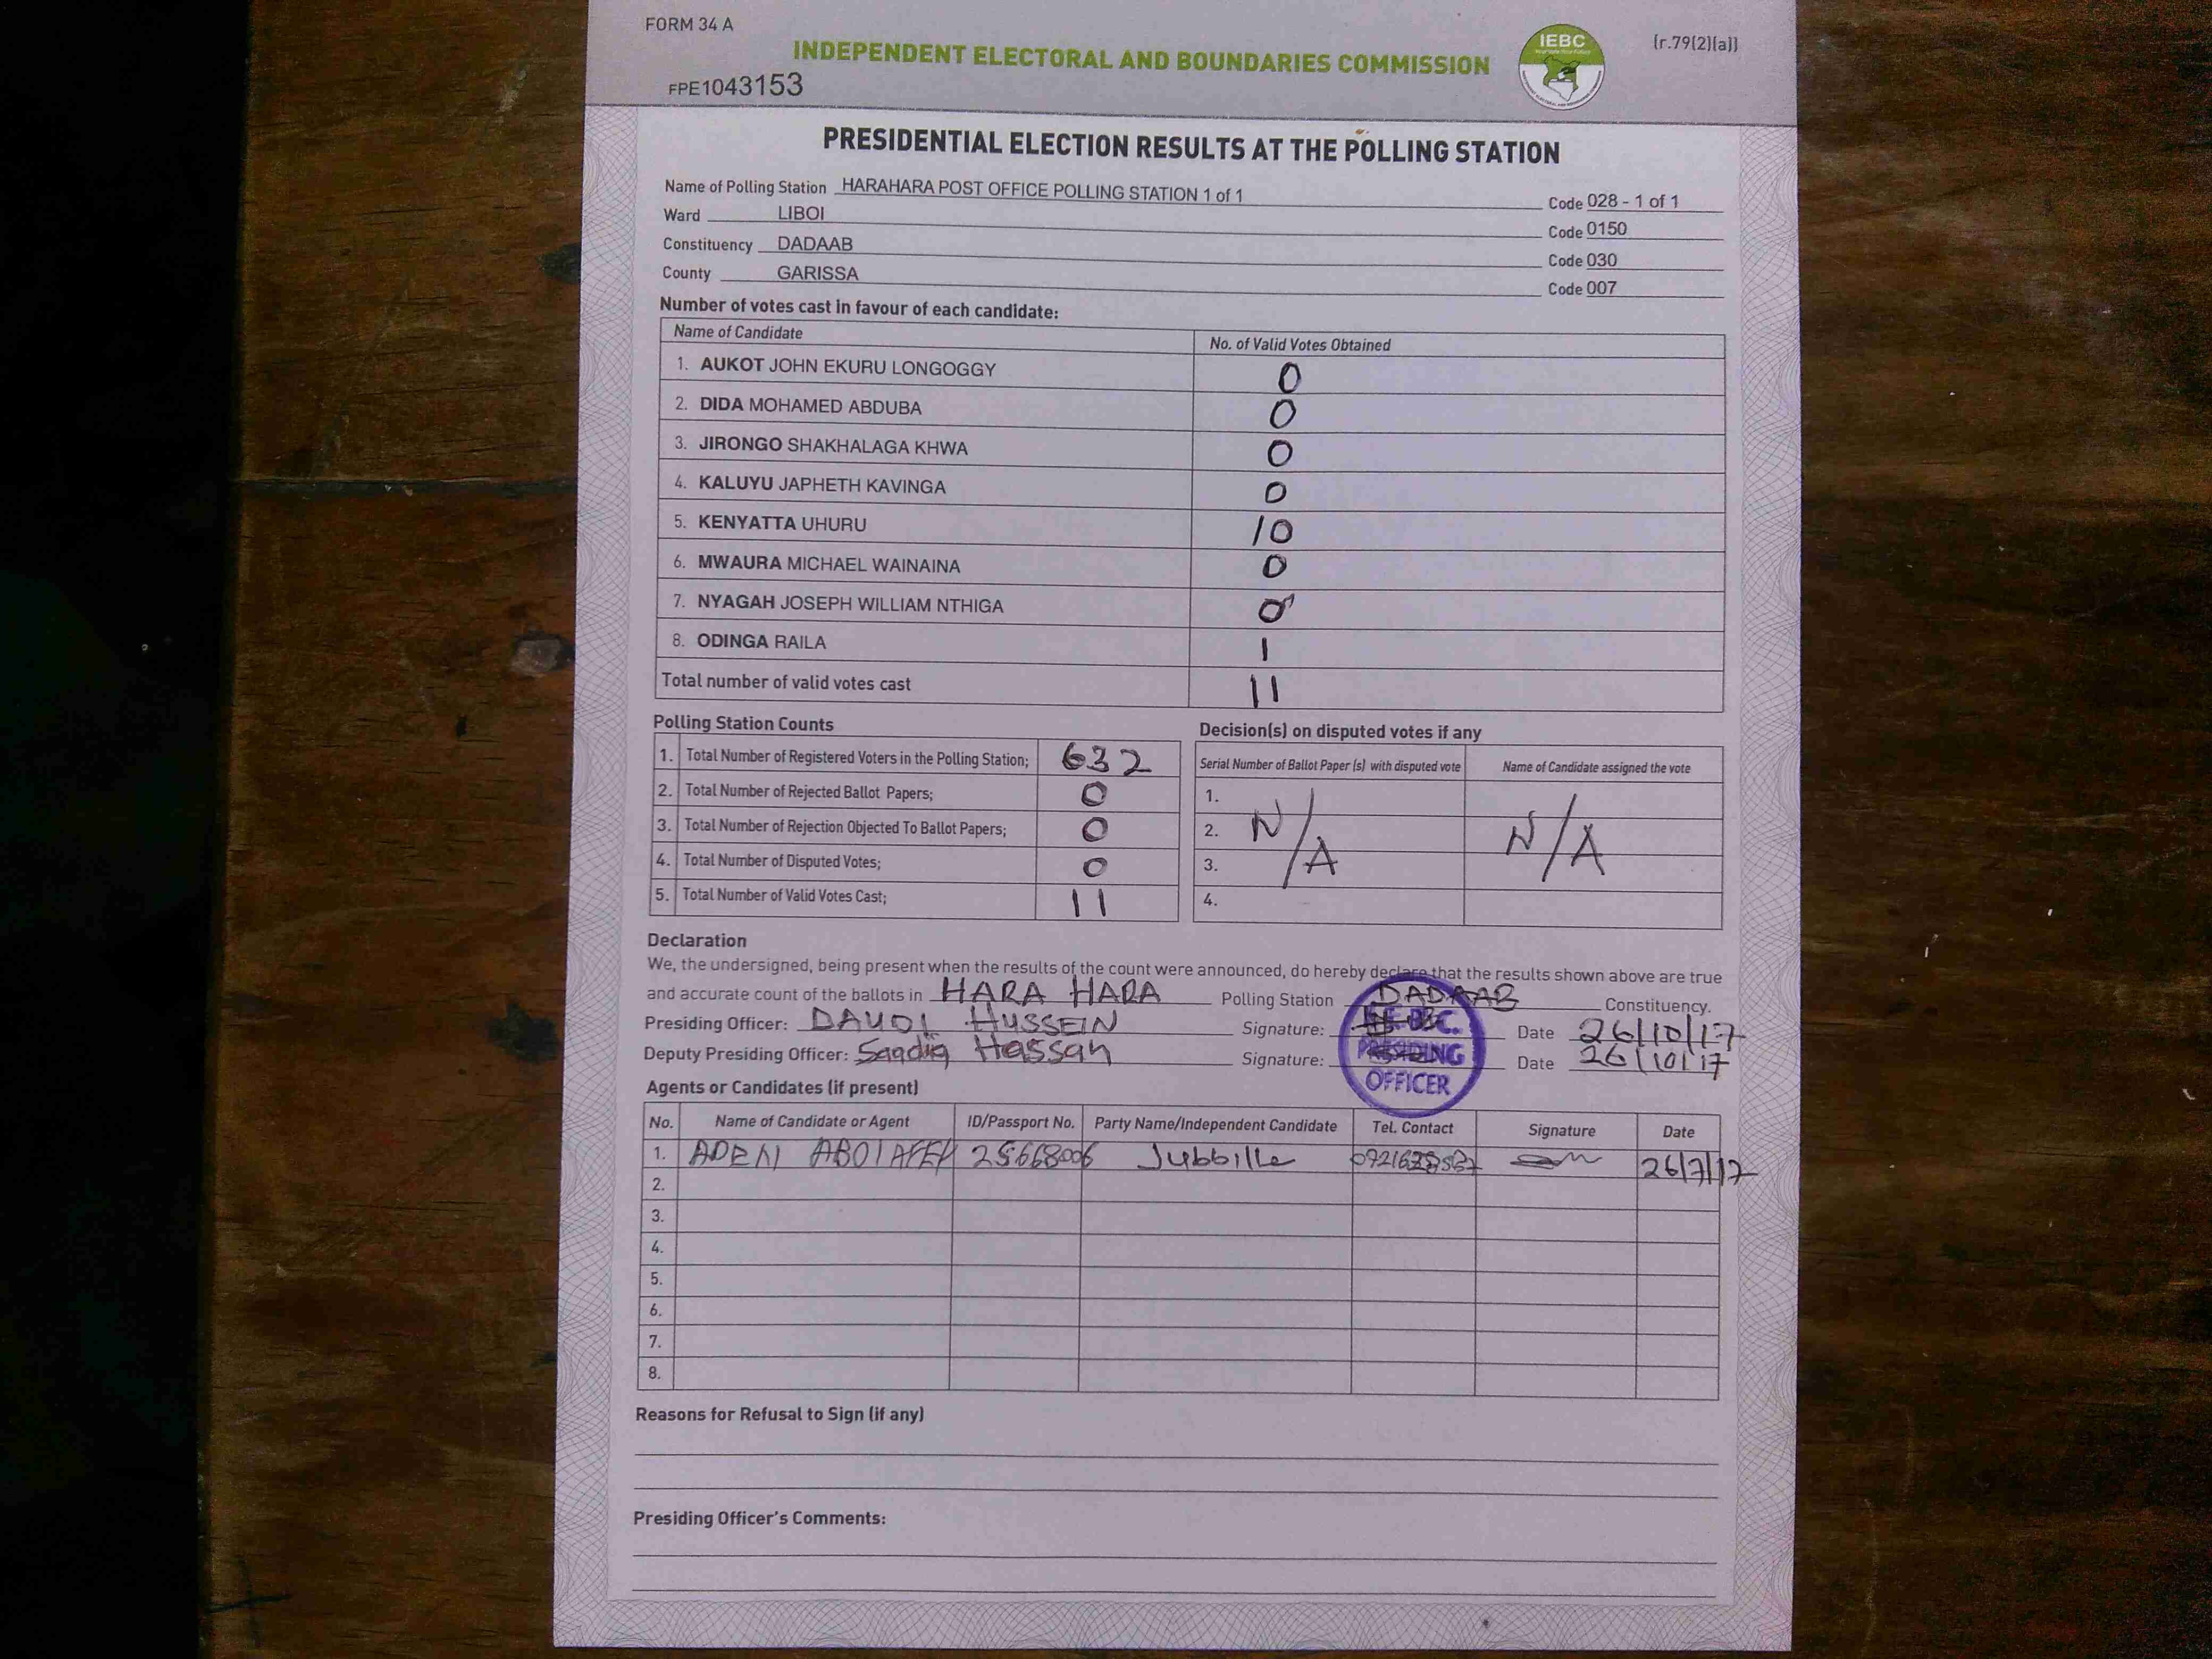 FORM 34 A
INDEPENDENT ELECTORAL AND BOUNDARIES COMMISSION
IEBC
(r.79(2)(a))
FPE1043153
PRESIDENTIAL ELECTION RESULTS AT THE POLLING STATION
Name of Polling Station HARAHARA POST OFFICE POLLING STATION 1 of 1 Code 028 - 1 of 1
Ward LIBOI Code 0150
Constituency DADAAB Code 030
County GARISSA Code 007
Number of votes cast in favour of each candidate:
Name of Candidate No. of Valid Votes Obtained
1. AUKOT JOHN EKURU LONGOGGY 0
2. DIDA MOHAMED ABDUBA 0
3. JIRONGO SHAKHALAGA KHWA 0
4. KALUYU JAPHETH KAVINGA 0
5. KENYATTA UHURU 10
6. MWAURA MICHAEL WAINAINA 0
7. NYAGAH JOSEPH WILLIAM NTHIGA 0
8. ODINGA RAILA 1
Total number of valid votes cast 11
Polling Station Counts
1. Total Number of Registered Voters in the Polling Station; 632
2. Total Number of Rejected Ballot Papers; 0
3. Total Number of Rejection Objected To Ballot Papers; 0
4. Total Number of Disputed Votes; 0
5. Total Number of Valid Votes Cast; 11
Decision(s) on disputed votes if any
Serial Number of Ballot Paper (s) with disputed vote Name of Candidate assigned the vote
1.
2. N/A N/A
3.
4.
Declaration
We, the undersigned, being present when the results of the count were announced, do hereby declare that the results shown above are true
and accurate count of the ballots in HARA HARA Polling Station DADAAB Constituency.
Presiding Officer: DAUDI HUSSEIN Signature: Date 26/10/17
Deputy Presiding Officer: Saadia Hassan Signature: Date 26/10/17
PRESIDING
OFFICER
Agents or Candidates (if present)
No. Name of Candidate or Agent ID/Passport No. Party Name/Independent Candidate Tel. Contact Signature Date
1. ADEN 25668006 Jubbille 26/7/17
2.
3.
4.
5.
6.
7.
8.
Reasons for Refusal to Sign (if any)
Presiding Officer's Comments: